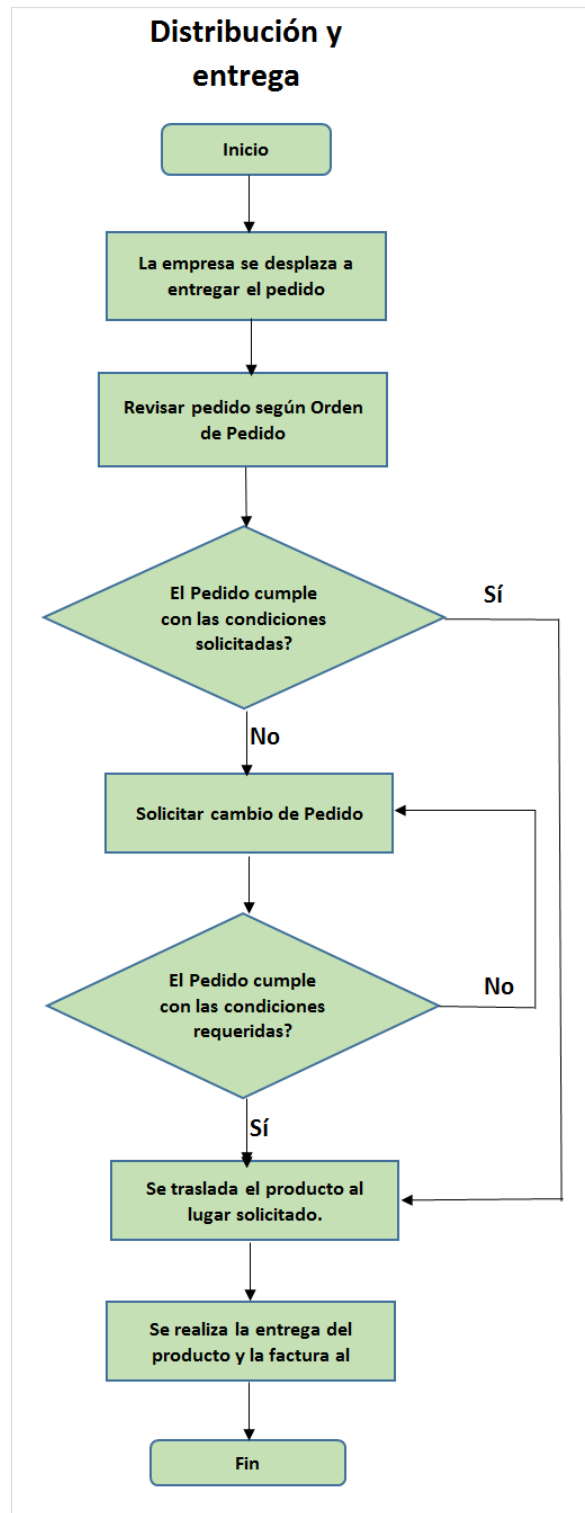 Distribución y
entrega
Inicio
La empresa se desplaza a
entregar el pedido
Revisar pedido según Orden
de Pedido
El Pedido cumple
con las condiciones
solicitadas?
Sí
No
Solicitar cambio de Pedido
El Pedido cumple
con las condiciones
requeridas?
No
Sí
Se traslada el producto al
lugar solicitado.
Se realiza la entrega del
producto y la factura al
Fin